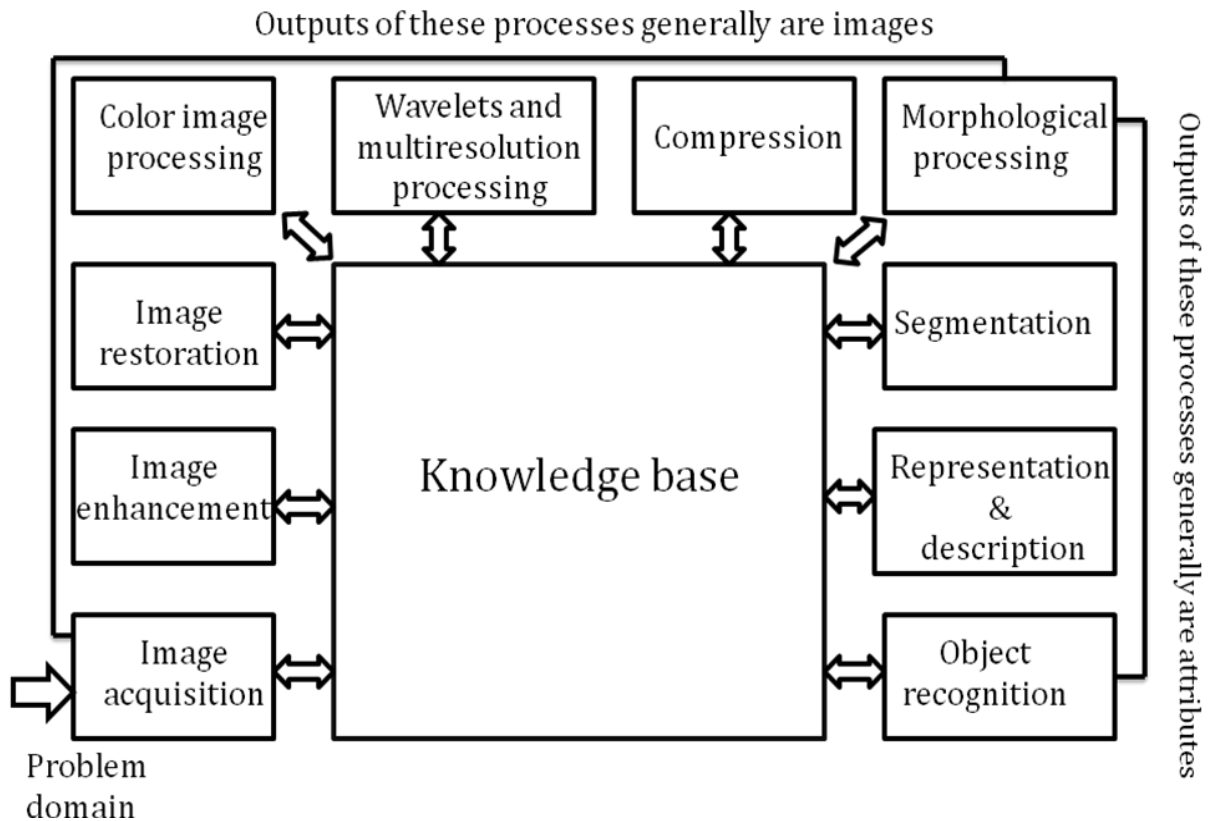 Outputs of these processes generally are images
Color image
processing
Wavelets and
multiresolution
processing
Compression
Morphological
processing
Image
restoration
Segmentation
Image
enhancement
Knowledge base
Representation
&
description
Image
acquisition
Object
recognition
Problem
domain
Outputs of these processes generally are attributes